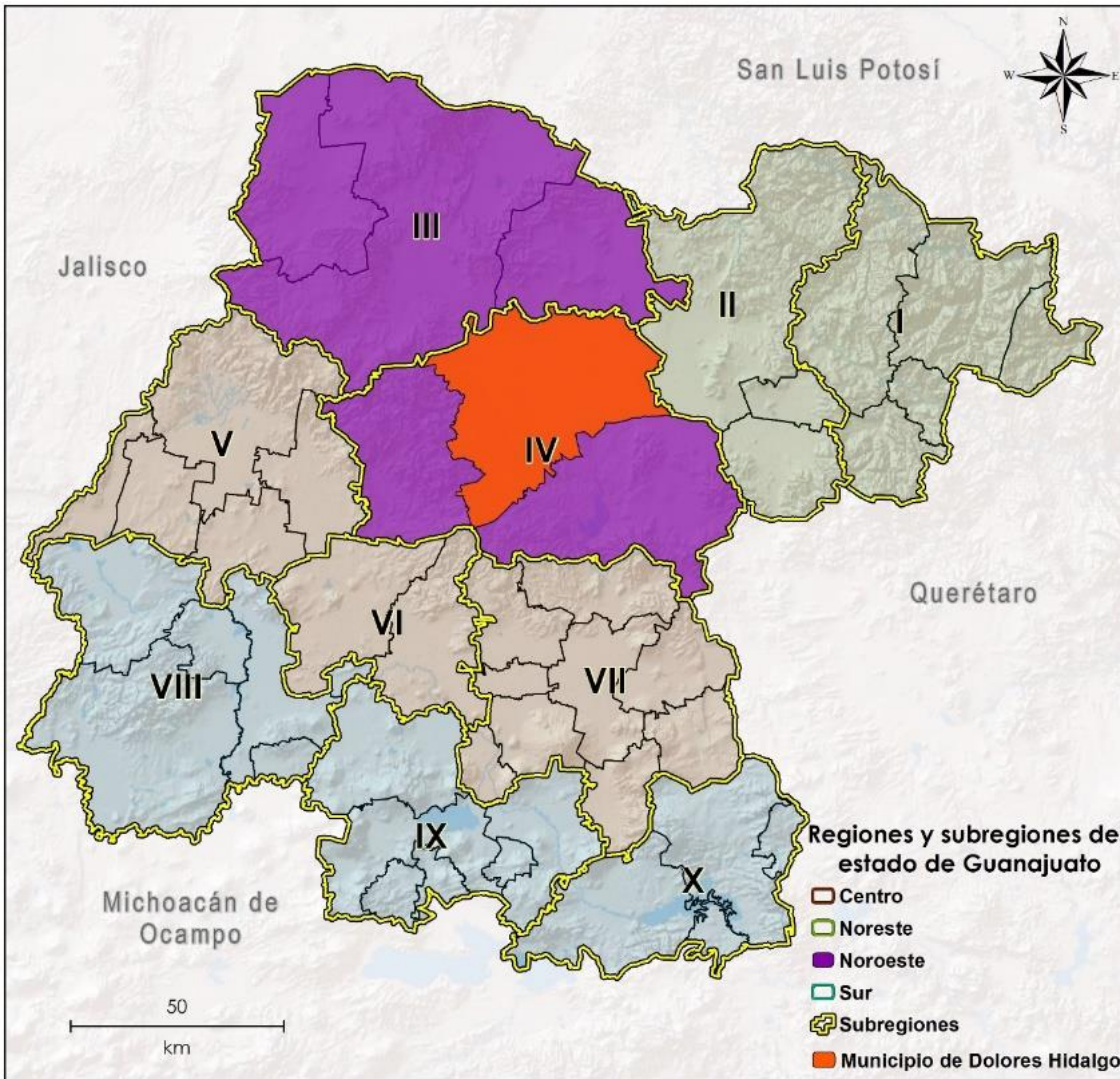 N
W E
S
San Luis Potosí
Jalisco
III
II
I
V
IV
Querétaro
VI
VII
VIII
IX
X
Michoacán de
Ocampo
50
km
Regiones y subregiones de
estado de Guanajuato
Centro
Noreste
Noroeste
Sur
Subregiones
Municipio de Dolores Hidalgo